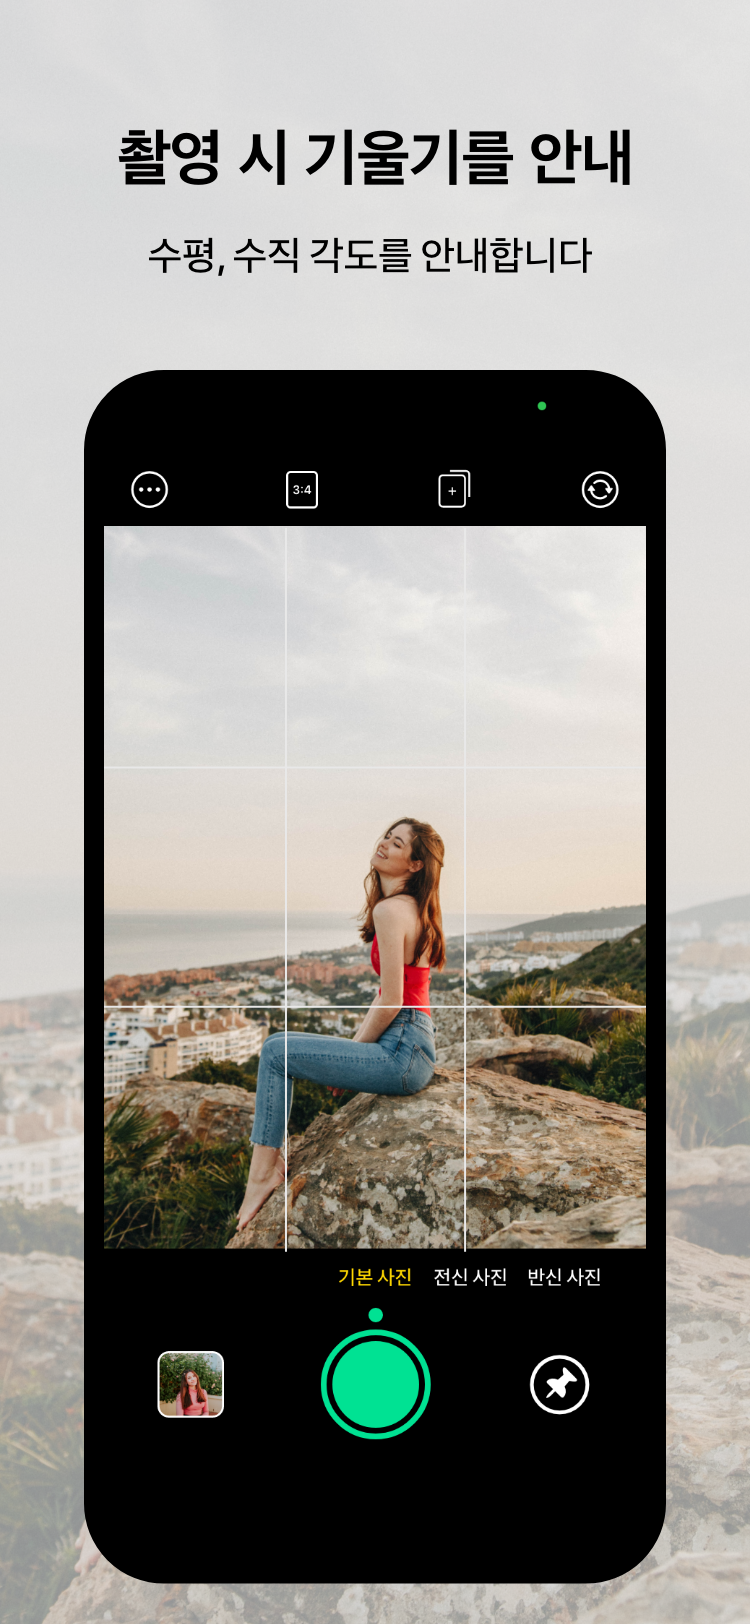 촬영 시 기울기를 안내
수평, 수직 각도를 안내합니다
3:4
기본 사진 전신 사진 반신 사진